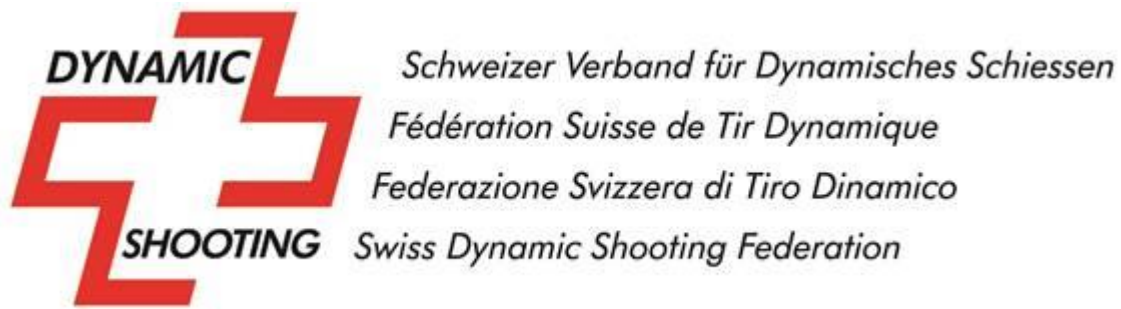 DYNAMIC
SHOOTING
Schweizer Verband für Dynamisches Schiessen
Fédération Suisse de Tir Dynamique
Federazione Svizzera di Tiro Dinamico
Swiss Dynamic Shooting Federation